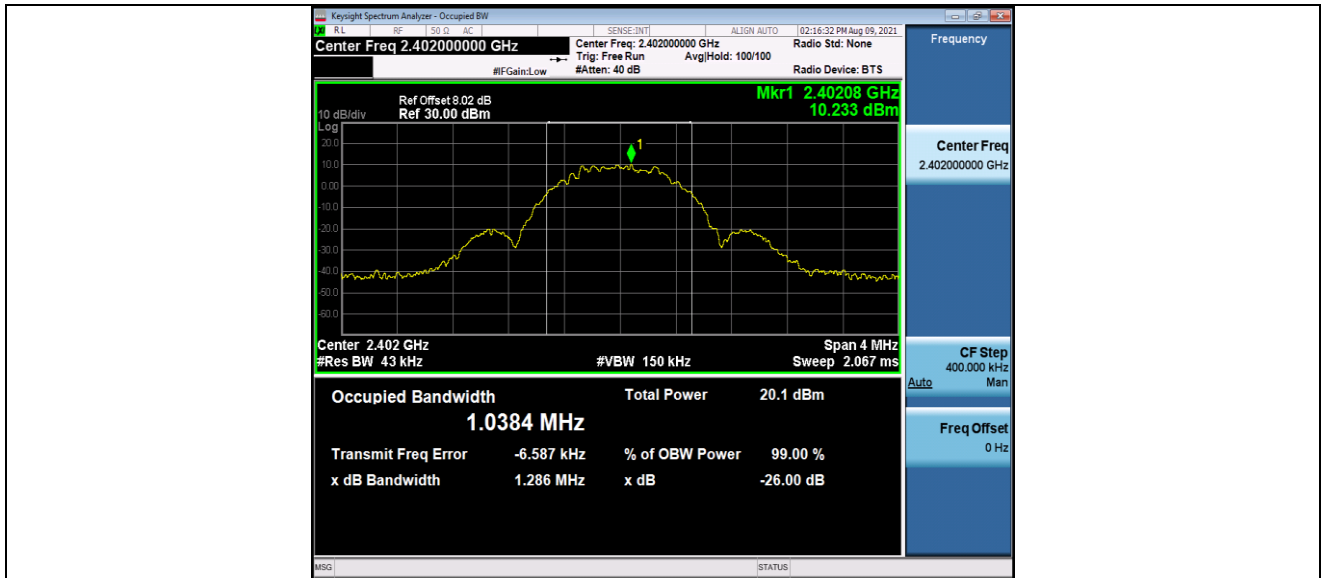 Keysight Spectrum Analyzer - Occupied BW
RL RF 50 Ω AC SENSE:INT ALIGN AUTO 02:16:32 PM Aug 09, 2021
Center Freq 2.402000000 GHz
Center Freq: 2.402000000 GHz Radio Std: None
Trig: Free Run Avg|Hold: 100/100
#IFGain:Low #Atten: 40 dB Radio Device: BTS
Frequency
Mkr1 2.40208 GHz
10.233 dBm
Ref Offset 8.02 dB
10 dB/div Ref 30.00 dBm
Log
20.0
10.0
0.00
-10.0
-20.0
-30.0
-40.0
-50.0
-60.0
1
Center 2.402 GHz Span 4 MHz
#Res BW 43 kHz #VBW 150 kHz Sweep 2.067 ms
Occupied Bandwidth Total Power 20.1 dBm
1.0384 MHz
Transmit Freq Error -6.587 kHz % of OBW Power 99.00 %
x dB Bandwidth 1.286 MHz x dB -26.00 dB
Center Freq
2.402000000 GHz
CF Step
400.000 kHz
Auto Man
Freq Offset
0 Hz
MSG STATUS